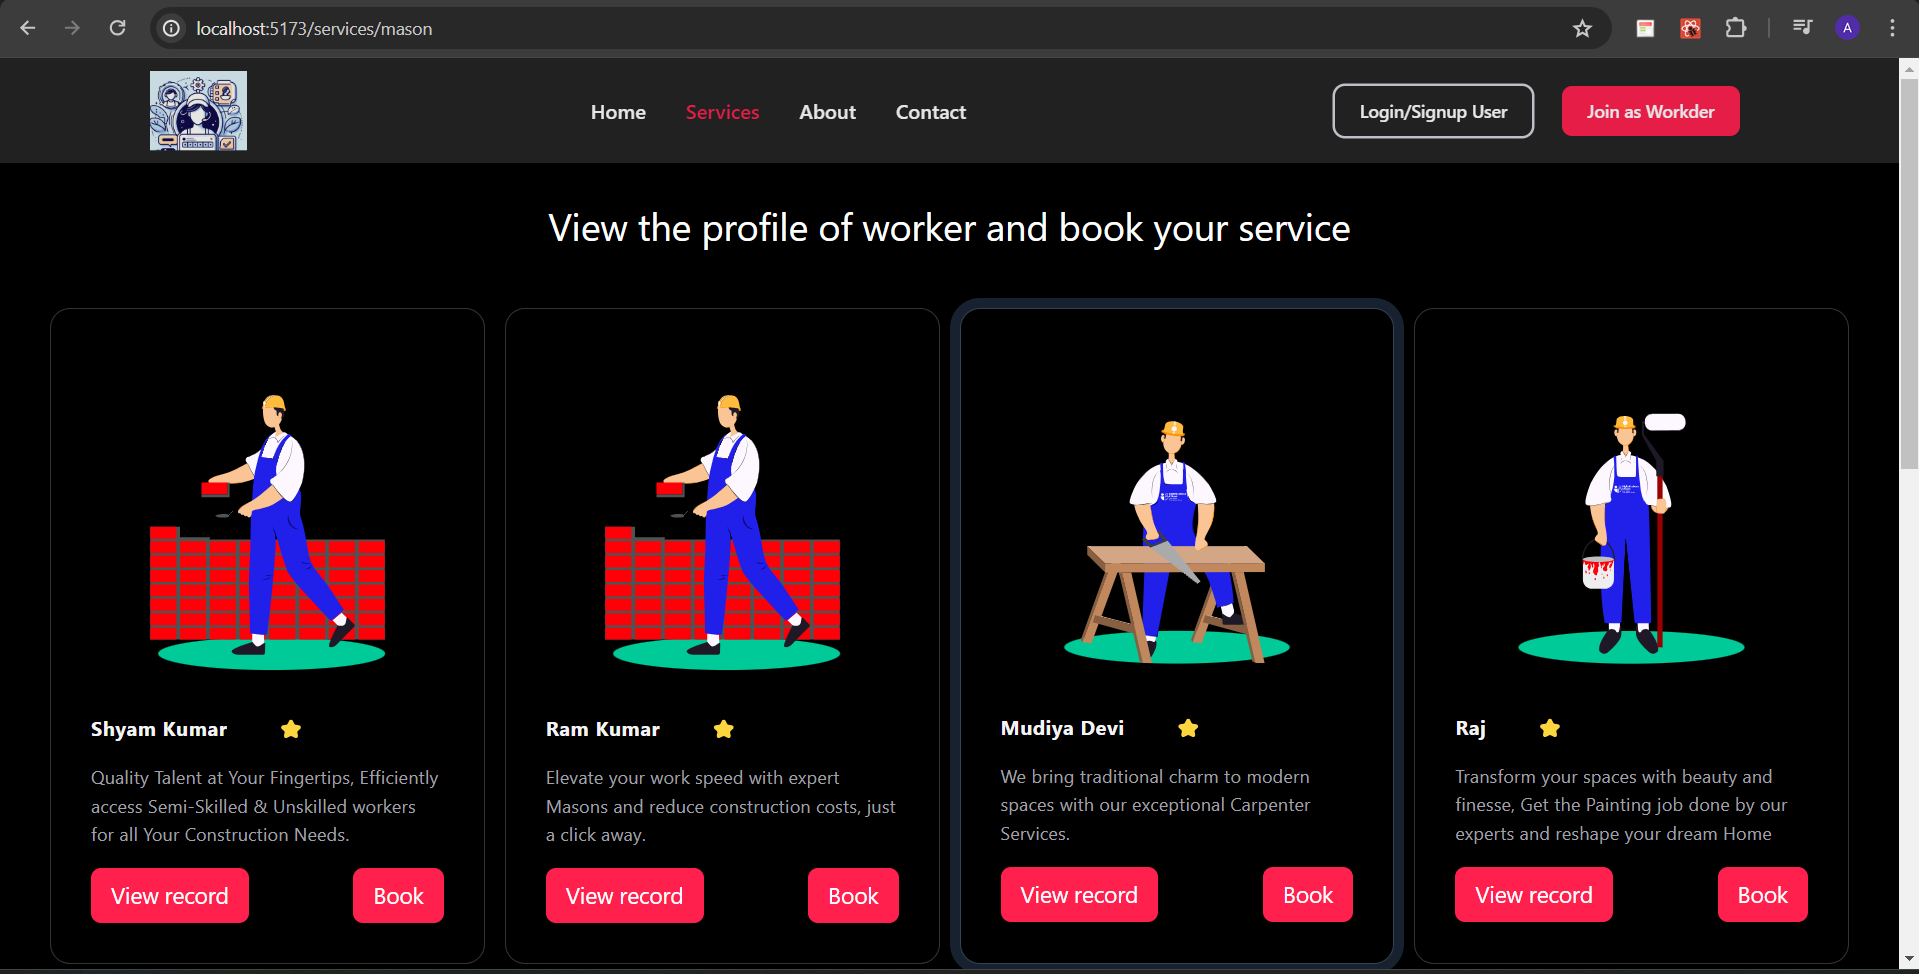 localhost:5173/services/mason
A
Home Services About Contact Login/Signup User Join as Workder
View the profile of worker and book your service
Shyam Kumar
Quality Talent at Your Fingertips, Efficiently
access Semi-Skilled & Unskilled workers
for all Your Construction Needs.
View record Book
Ram Kumar
Elevate your work speed with expert
Masons and reduce construction costs, just
a click away.
View record Book
Mudiya Devi
We bring traditional charm to modern
spaces with our exceptional Carpenter
Services.
View record Book
Raj
Transform your spaces with beauty and
finesse, Get the Painting job done by our
experts and reshape your dream Home
View record Book